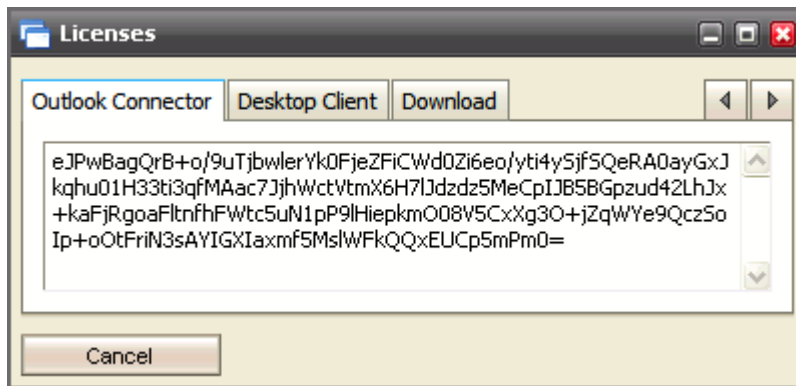 Licenses
Outlook Connector
Desktop Client
Download
eJPwBagQrB+o/9uTjbwlerYk0FjeZFiCWd0Zi6eo/yti4ySjfSQeRA0ayGxJ
kqhu01H33ti3qfMAac7JjhWctVtmX6H7lJdzdz5MeCpIJB5BGpzud42LhJx
+kaFjRgoaFltnfhFWtc5uN1pP9lHiepkmO08V5CxXg3O+jZqWYe9QczSo
Ip+oOtFriN3sAYIGXIaxmf5MslWFkQQxEUCp5mPm0=
Cancel